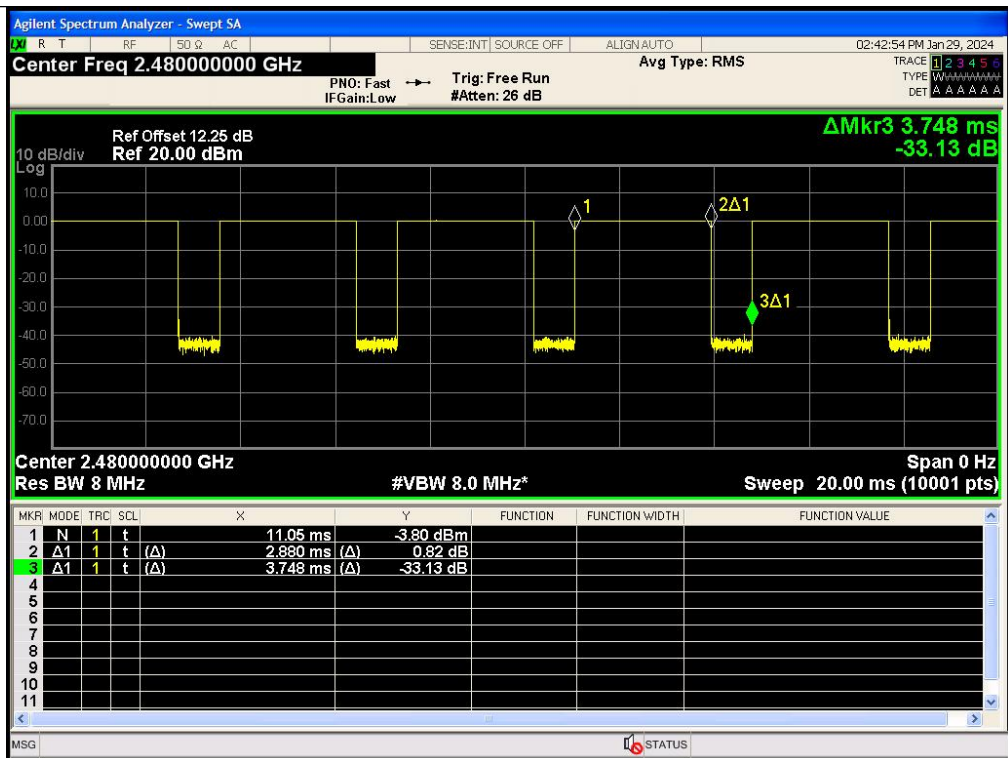 Agilent Spectrum Analyzer - Swept SA
LXI R T RF 50 Ω AC SENSE:INT SOURCE OFF ALIGN AUTO 02:42:54 PM Jan 29, 2024
Center Freq 2.480000000 GHz Avg Type: RMS TRACE 1 2 3 4 5 6
PNO: Fast Trig: Free Run TYPE WWWWWW
IFGain:Low #Atten: 26 dB DET A A A A A A
ΔMkr3 3.748 ms
-33.13 dB
Ref Offset 12.25 dB
10 dB/div Ref 20.00 dBm
Log
10.0
0.00
-10.0
-20.0
-30.0
-40.0
-50.0
-60.0
-70.0
1
2Δ1
3Δ1
Center 2.480000000 GHz Span 0 Hz
Res BW 8 MHz #VBW 8.0 MHz* Sweep 20.00 ms (10001 pts)
MKR MODE TRC SCL X Y FUNCTION FUNCTION WIDTH FUNCTION VALUE
1 N 1 t 11.05 ms -3.80 dBm
2 Δ1 1 t (Δ) 2.880 ms (Δ) 0.82 dB
3 Δ1 1 t (Δ) 3.748 ms (Δ) -33.13 dB
4
5
6
7
8
9
10
11
MSG STATUS